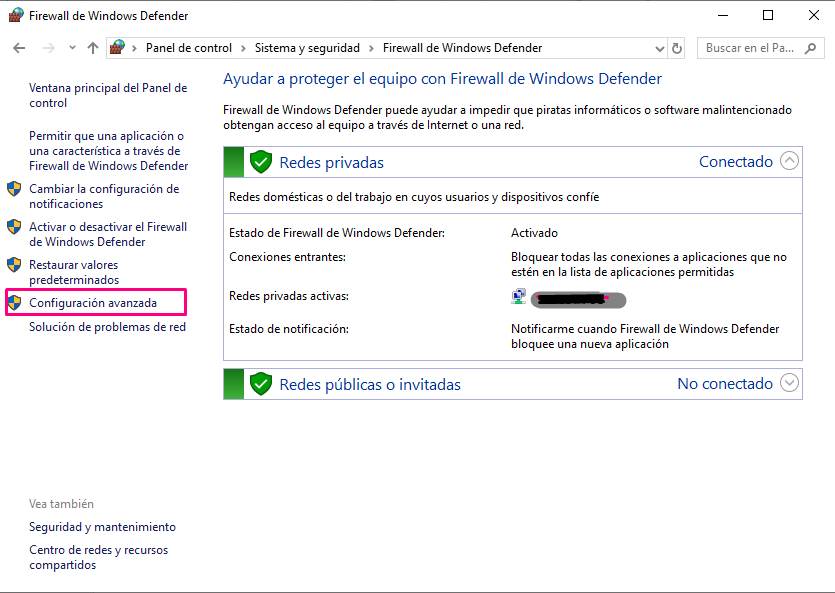 Firewall de Windows Defender
Panel de control > Sistema y seguridad > Firewall de Windows Defender
Buscar en el Pa...
Ventana principal del Panel de
control
Permitir que una aplicación o
una característica a través de
Firewall de Windows Defender
Cambiar la configuración de
notificaciones
Activar o desactivar el Firewall
de Windows Defender
Restaurar valores
predeterminados
Configuración avanzada
Solución de problemas de red
Ayudar a proteger el equipo con Firewall de Windows Defender
Firewall de Windows Defender puede ayudar a impedir que piratas informáticos o software malintencionado
obtengan acceso al equipo a través de Internet o una red.
Redes privadas Conectado
Redes domésticas o del trabajo en cuyos usuarios y dispositivos confíe
Estado de Firewall de Windows Defender: Activado
Conexiones entrantes: Bloquear todas las conexiones a aplicaciones que no
estén en la lista de aplicaciones permitidas
Redes privadas activas:
Estado de notificación: Notificarme cuando Firewall de Windows Defender
bloquee una nueva aplicación
Redes públicas o invitadas No conectado
Vea también
Seguridad y mantenimiento
Centro de redes y recursos
compartidos